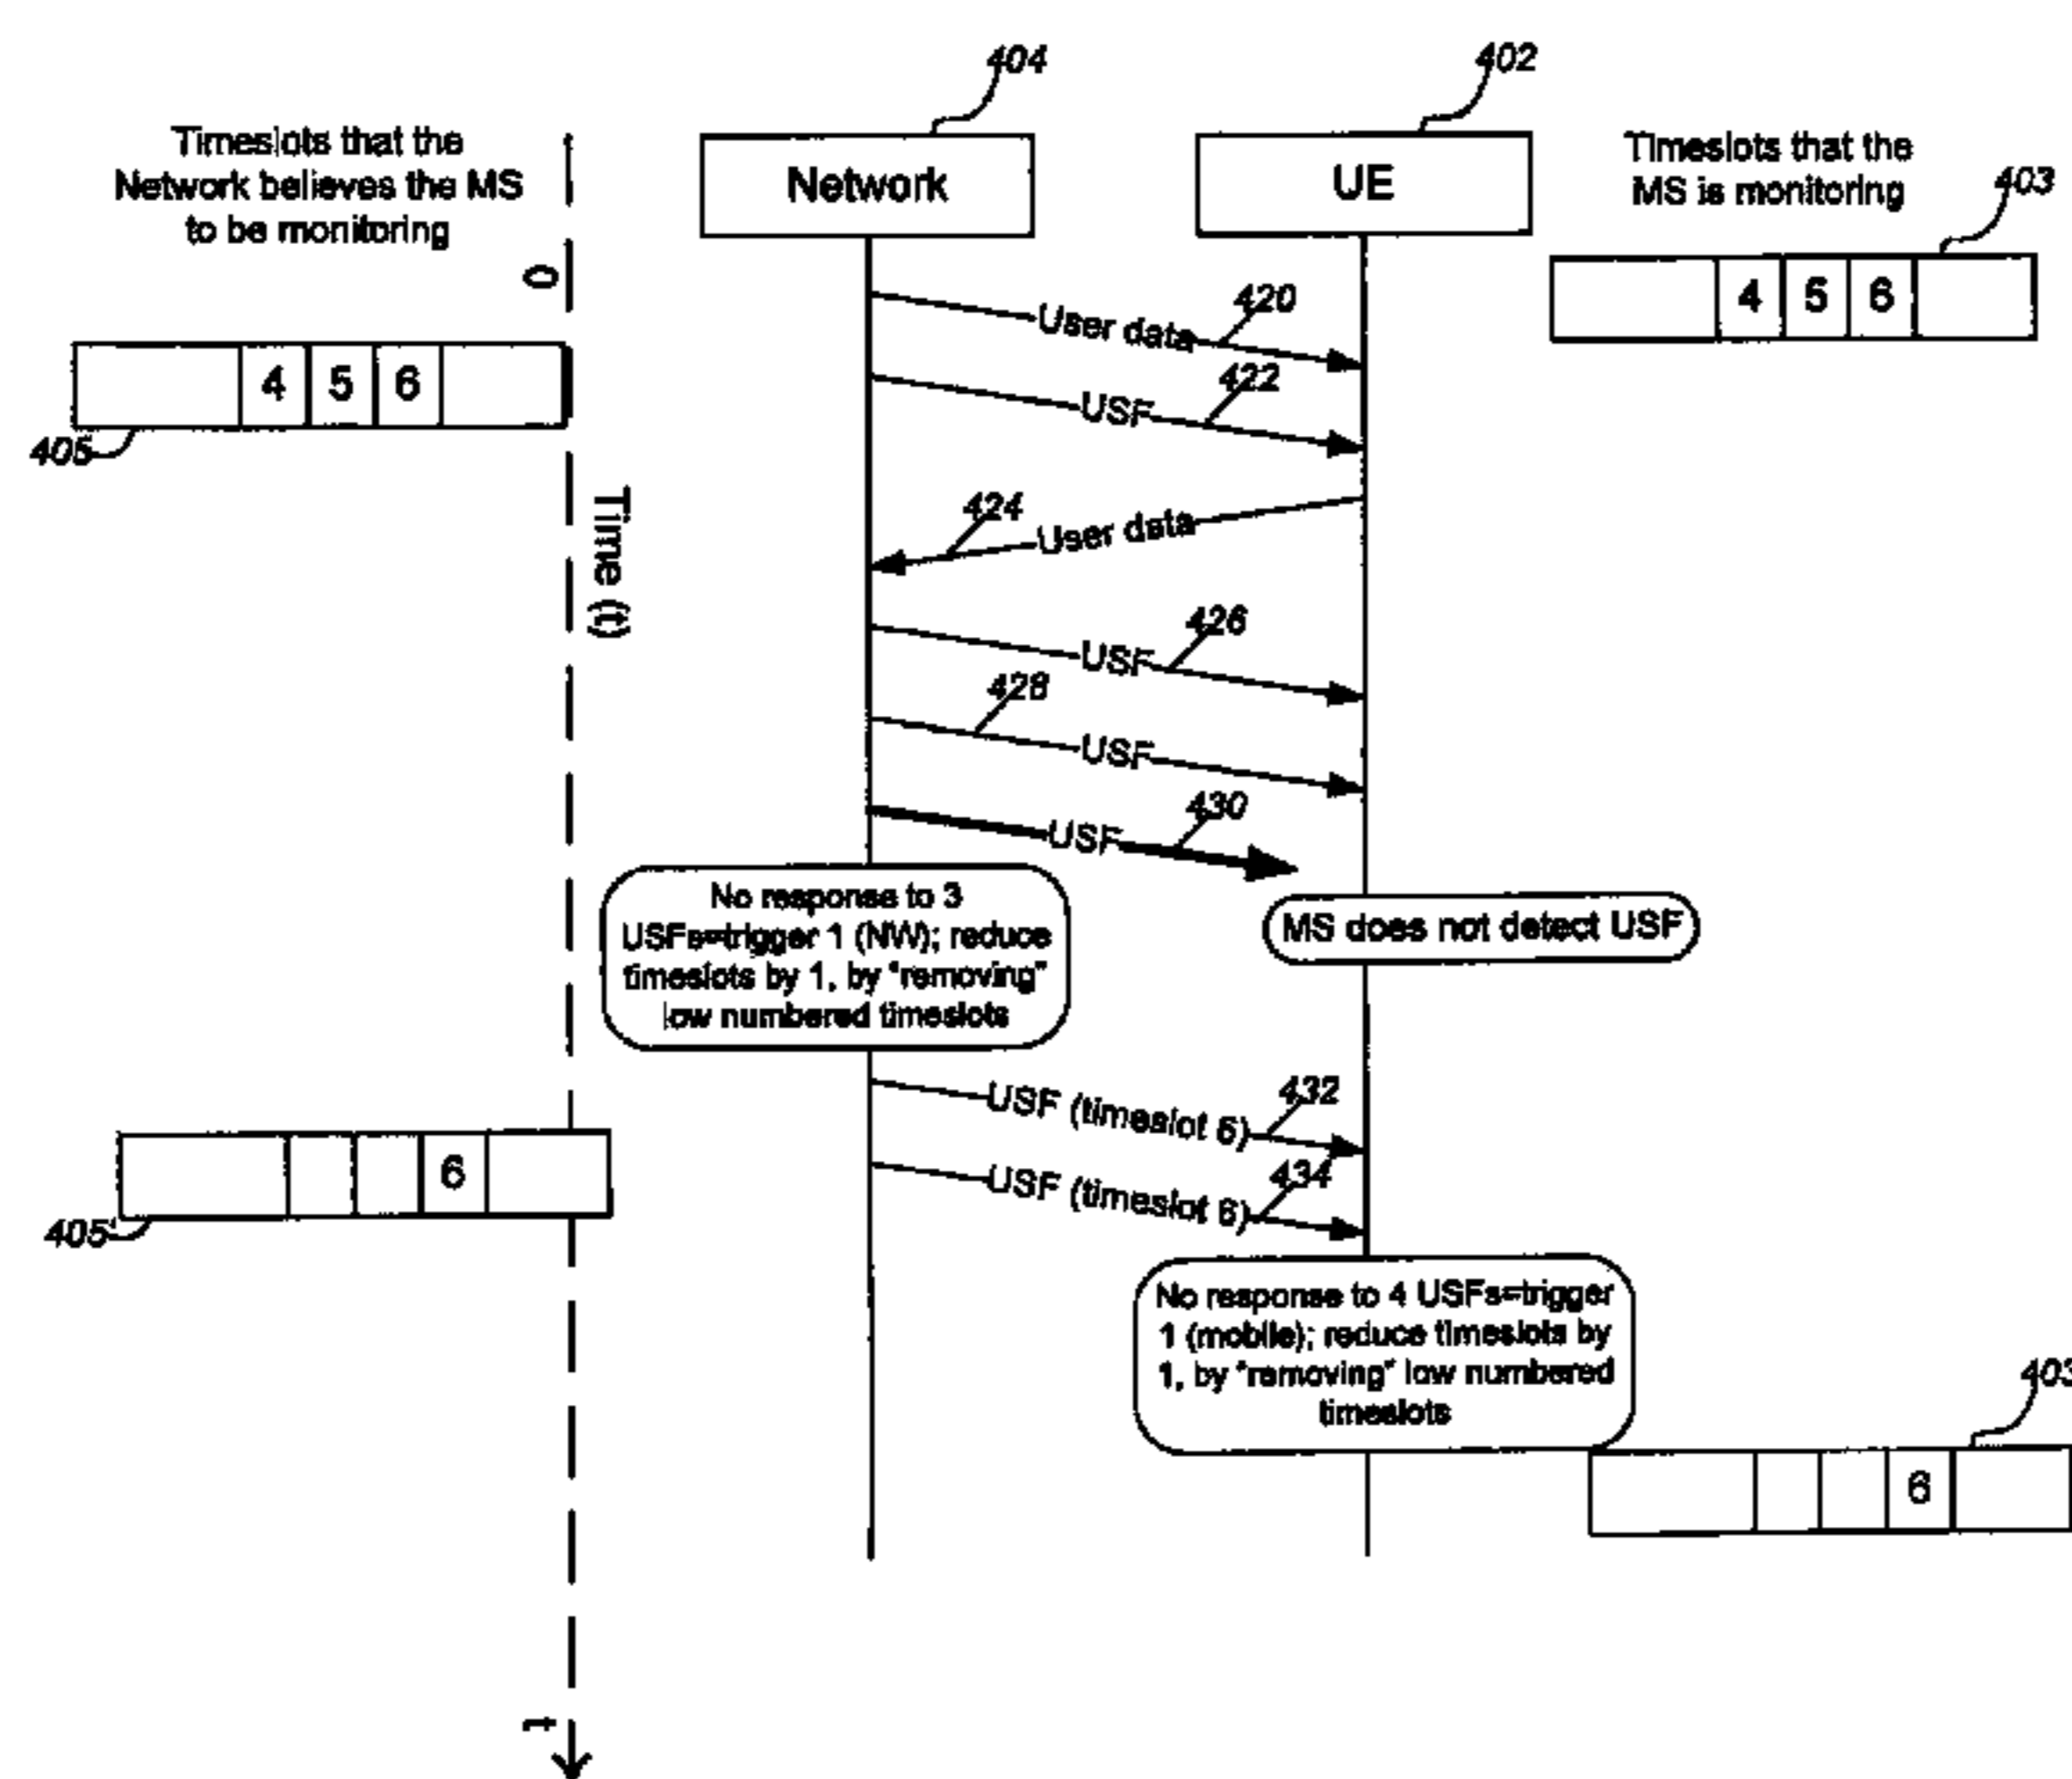 404
402
Timeslots that the
Network believes the MS
to be monitoring
Network
UE
Timeslots that the
MS is monitoring
403
0
4 5 6
User data
420
4 5 6
405
USF
422
Time (t)
User data
424
USF
426
USF
428
USF
430
No response to 3
USFs=trigger 1 (NW); reduce
timeslots by 1, by "removing"
low numbered timeslots
MS does not detect USF
USF (timeslot 6)
432
6
405'
USF (timeslot 6)
434
No response to 4 USFs=trigger
1 (mobile); reduce timeslots by
1, by "removing" low numbered
timeslots
403
6
t